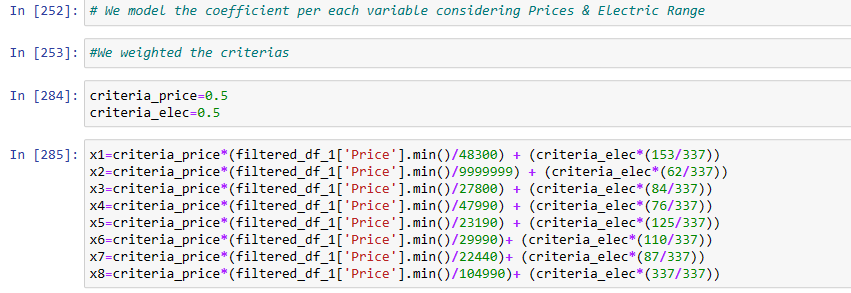 In [252]: # We model the coefficient per each variable considering Prices & Electric Range
In [253]: #We weighted the criterias
In [284]: criteria_price=0.5
criteria_elec=0.5
In [285]: x1=criteria_price*(filtered_df_1['Price'].min()/48300) + (criteria_elec*(153/337))
x2=criteria_price*(filtered_df_1['Price'].min()/9999999) + (criteria_elec*(62/337))
x3=criteria_price*(filtered_df_1['Price'].min()/27800) + (criteria_elec*(84/337))
x4=criteria_price*(filtered_df_1['Price'].min()/47990) + (criteria_elec*(76/337))
x5=criteria_price*(filtered_df_1['Price'].min()/23190) + (criteria_elec*(125/337))
x6=criteria_price*(filtered_df_1['Price'].min()/29990)+ (criteria_elec*(110/337))
x7=criteria_price*(filtered_df_1['Price'].min()/22440)+ (criteria_elec*(87/337))
x8=criteria_price*(filtered_df_1['Price'].min()/104990)+ (criteria_elec*(337/337))